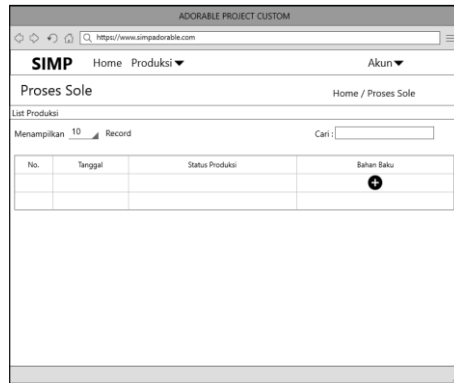 ADORABLE PROJECT CUSTOM
https://www.simpadorable.com
SIMP Home Produksi Akun
Proses Sole Home / Proses Sole
List Produksi
Menampilkan 10 Record Cari :
No. Tanggal Status Produksi Bahan Baku